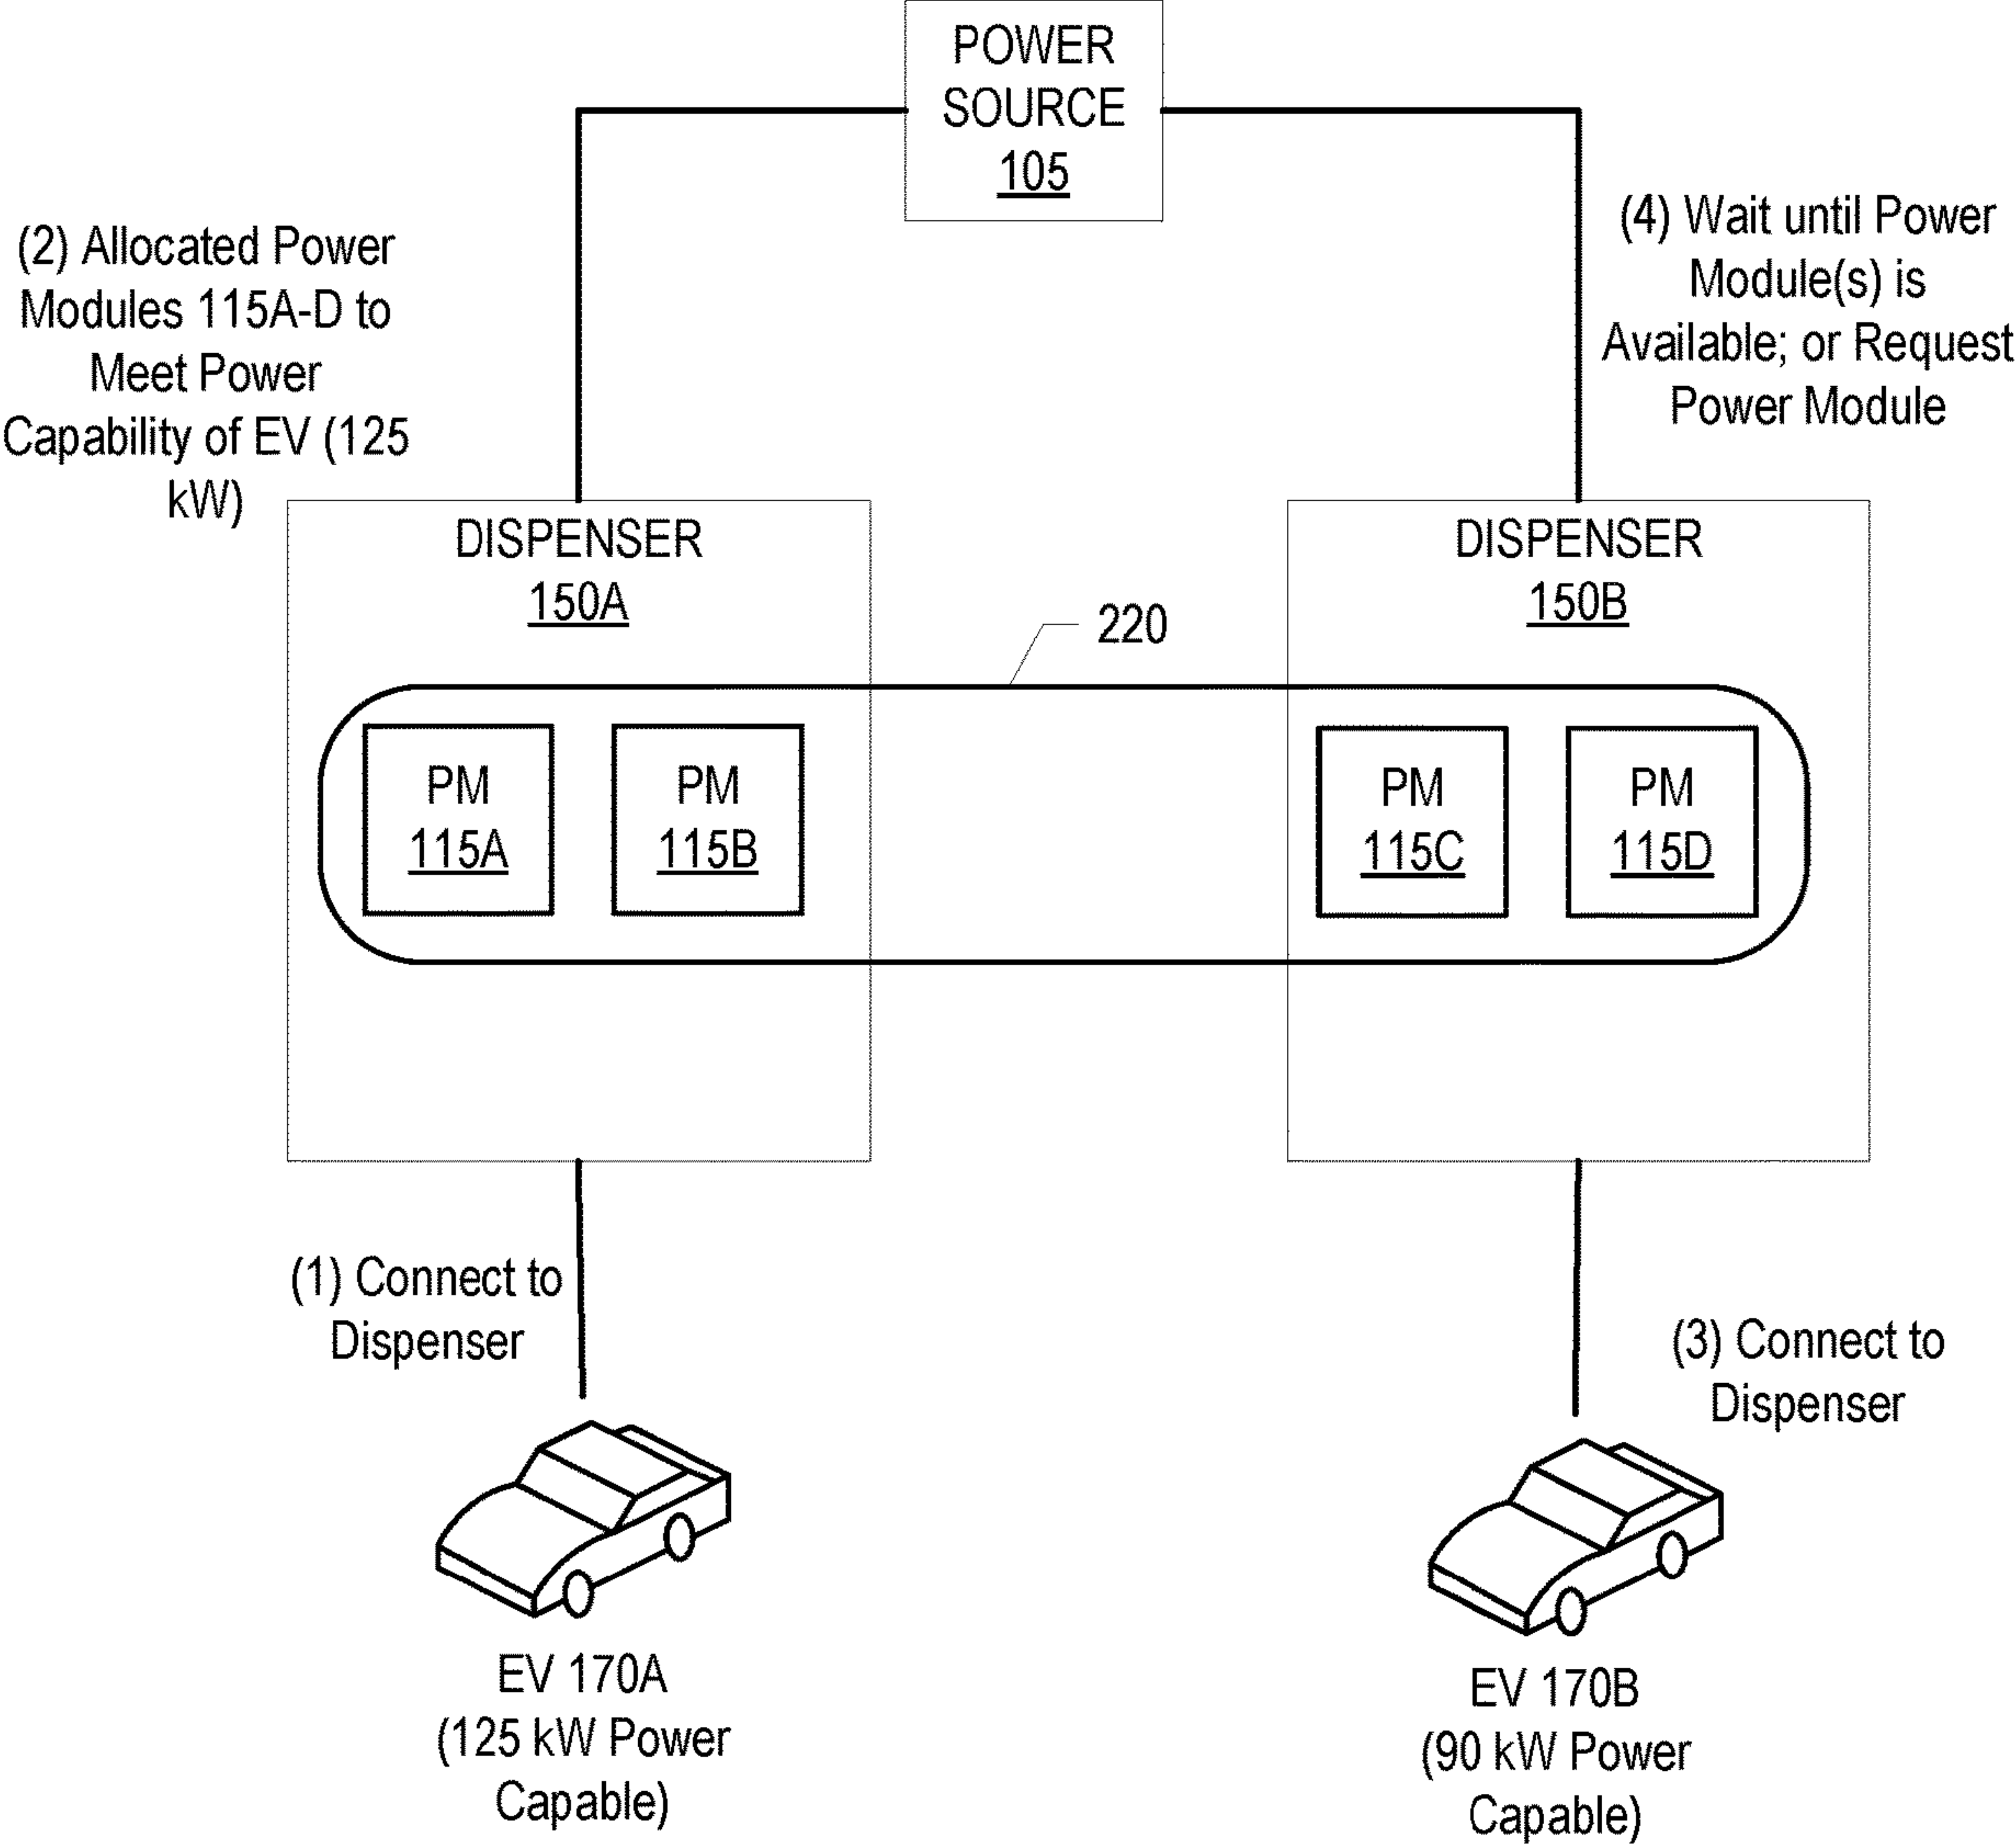 POWER
SOURCE
105
(2) Allocated Power
Modules 115A-D to
Meet Power
Capability of EV (125
kW)
(4) Wait until Power
Module(s) is
Available; or Request
Power Module
DISPENSER
150A
DISPENSER
150B
220
PM
115A
PM
115B
PM
115C
PM
115D
(1) Connect to
Dispenser
(3) Connect to
Dispenser
EV 170A
(125 kW Power
Capable)
EV 170B
(90 kW Power
Capable)